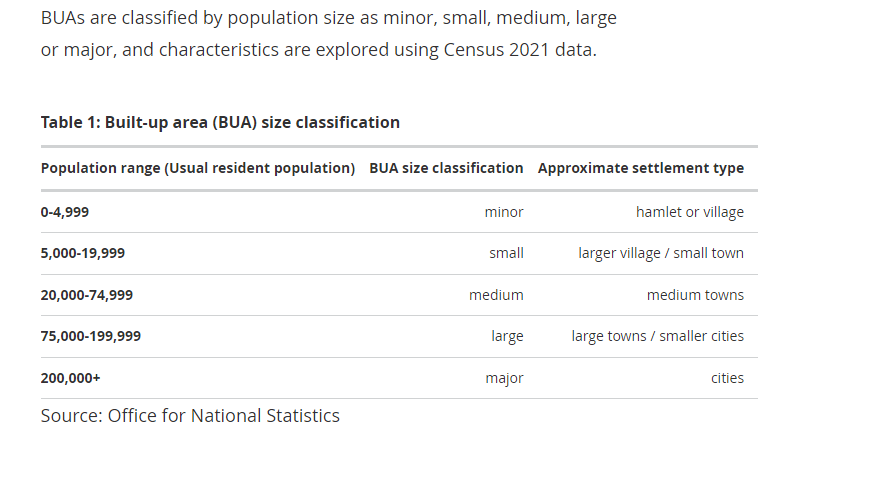 BUAs are classified by population size as minor, small, medium, large
or major, and characteristics are explored using Census 2021 data.
Table 1: Built-up area (BUA) size classification
Population range (Usual resident population) BUA size classification Approximate settlement type
0-4,999 minor hamlet or village
5,000-19,999 small larger village / small town
20,000-74,999 medium medium towns
75,000-199,999 large large towns / smaller cities
200,000+ major cities
Source: Office for National Statistics